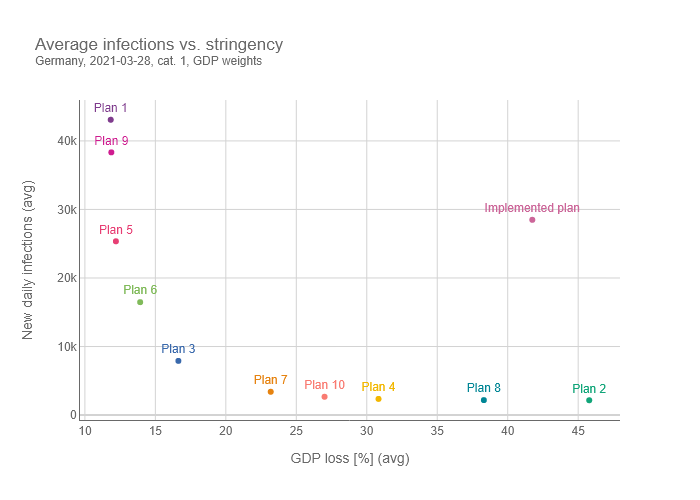 Average infections vs. stringency
Germany, 2021-03-28, cat. 1, GDP weights
Plan 1
40k
Plan 9
Implemented plan
30k
Plan 5
New daily infections (avg)
Plan 6
20k
Plan 3
10k
Plan 7
Plan 10
Plan 4
Plan 8
Plan 2
0
10
15
20
25
30
35
40
45
GDP loss [%] (avg)